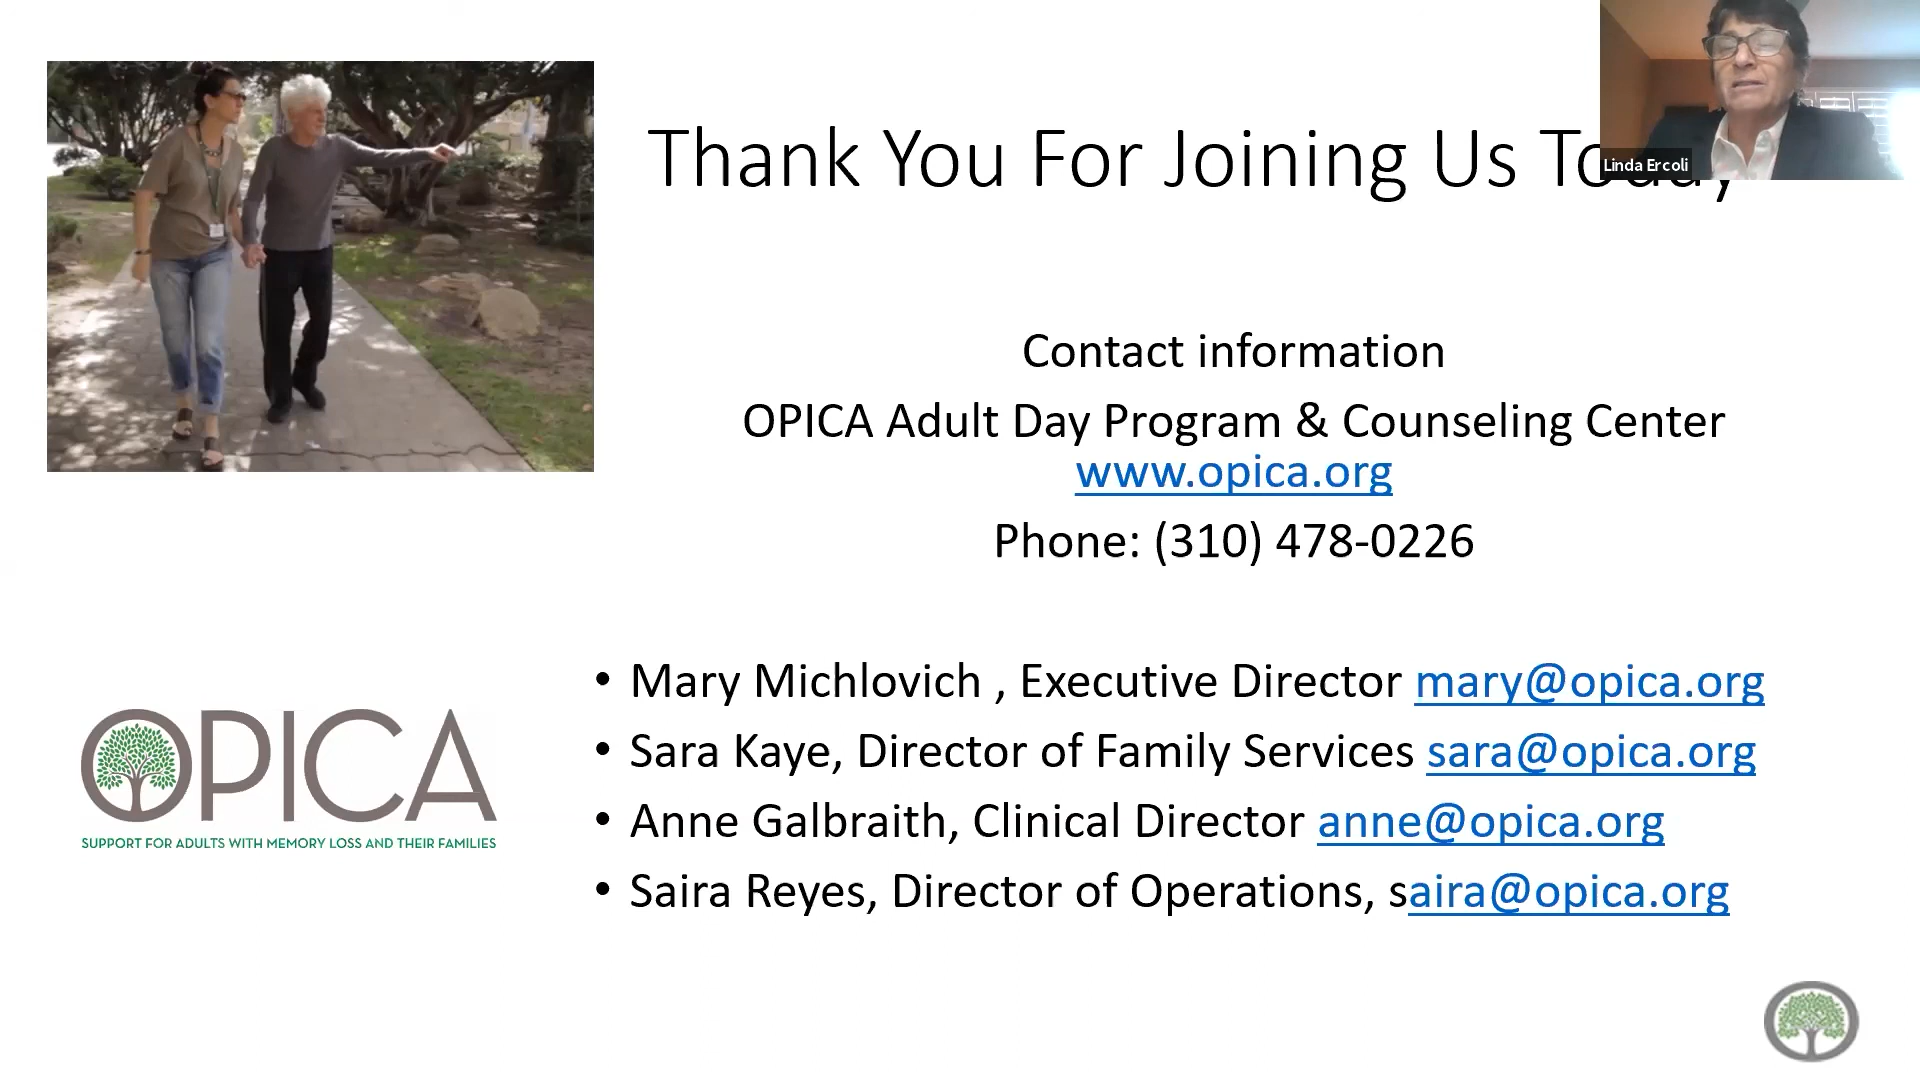 Thank You For Joining Us Today
Linda Ercoli
Contact information
OPICA Adult Day Program & Counseling Center
www.opica.org
Phone: (310) 478-0226
• Mary Michlovich , Executive Director mary@opica.org
• Sara Kaye, Director of Family Services sara@opica.org
• Anne Galbraith, Clinical Director anne@opica.org
• Saira Reyes, Director of Operations, saira@opica.org
OPICA
SUPPORT FOR ADULTS WITH MEMORY LOSS AND THEIR FAMILIES